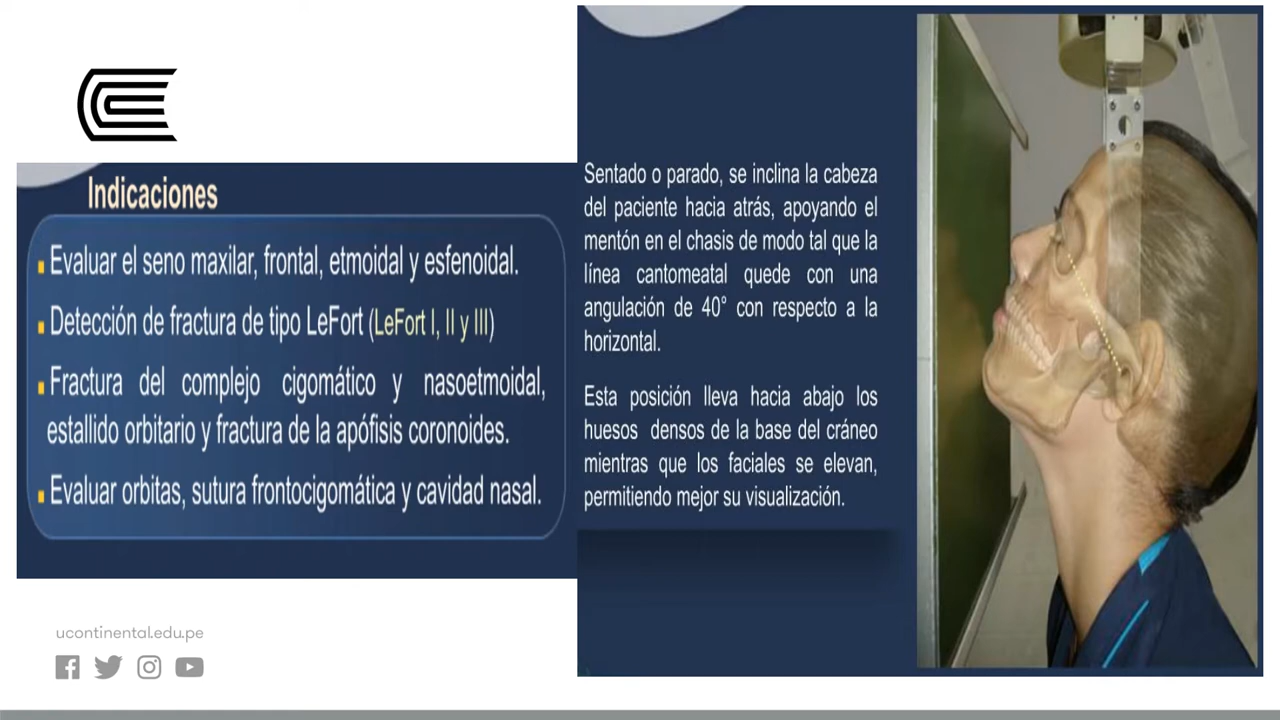 Indicaciones
Evaluar el seno maxilar, frontal, etmoidal y esfenoidal.
Detección de fractura de tipo LeFort (LeFort I, II y III)
Fractura del complejo cigomático y nasoetmoidal,
estallido orbitario y fractura de la apófisis coronoides.
Evaluar orbitas, sutura frontocigomática y cavidad nasal.
Sentado o parado, se inclina la cabeza
del paciente hacia atrás, apoyando el
mentón en el chasis de modo tal que la
línea cantomeatal quede con una
angulación de 40° con respecto a la
horizontal.
Esta posición lleva hacia abajo los
huesos densos de la base del cráneo
mientras que los faciales se elevan,
permitiendo mejor su visualización.
ucontinental.edu.pe